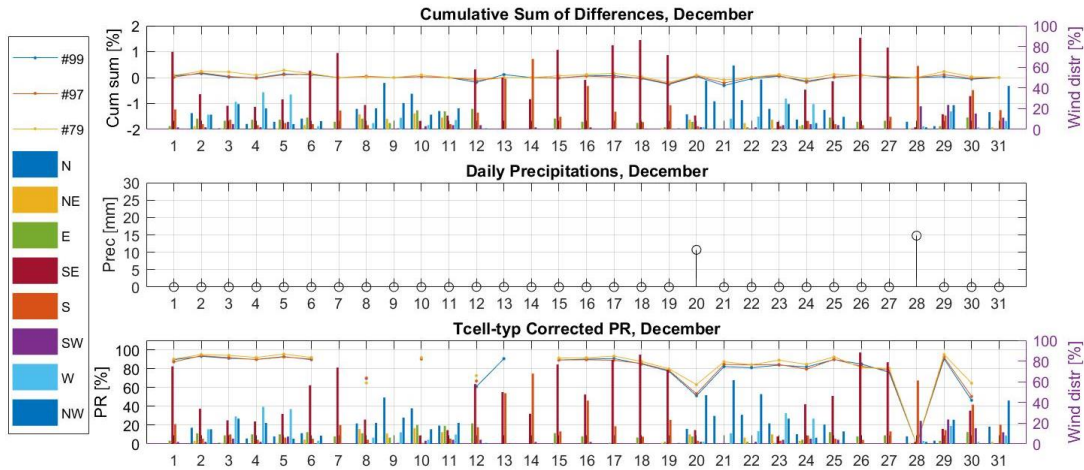 Cumulative Sum of Differences, December
Cum sum [%]
2
1
0
-1
-2
100
80
60
40
20
0
Wind distr [%]
1 2 3 4 5 6 7 8 9 10 11 12 13 14 15 16 17 18 19 20 21 22 23 24 25 26 27 28 29 30 31
#99
#97
#79
N
NE
E
SE
S
SW
W
NW
Daily Precipitations, December
Prec [mm]
30
25
20
15
10
5
0
1 2 3 4 5 6 7 8 9 10 11 12 13 14 15 16 17 18 19 20 21 22 23 24 25 26 27 28 29 30 31
Tcell-typ Corrected PR, December
PR [%]
100
80
60
40
20
0
100
80
60
40
20
0
Wind distr [%]
1 2 3 4 5 6 7 8 9 10 11 12 13 14 15 16 17 18 19 20 21 22 23 24 25 26 27 28 29 30 31